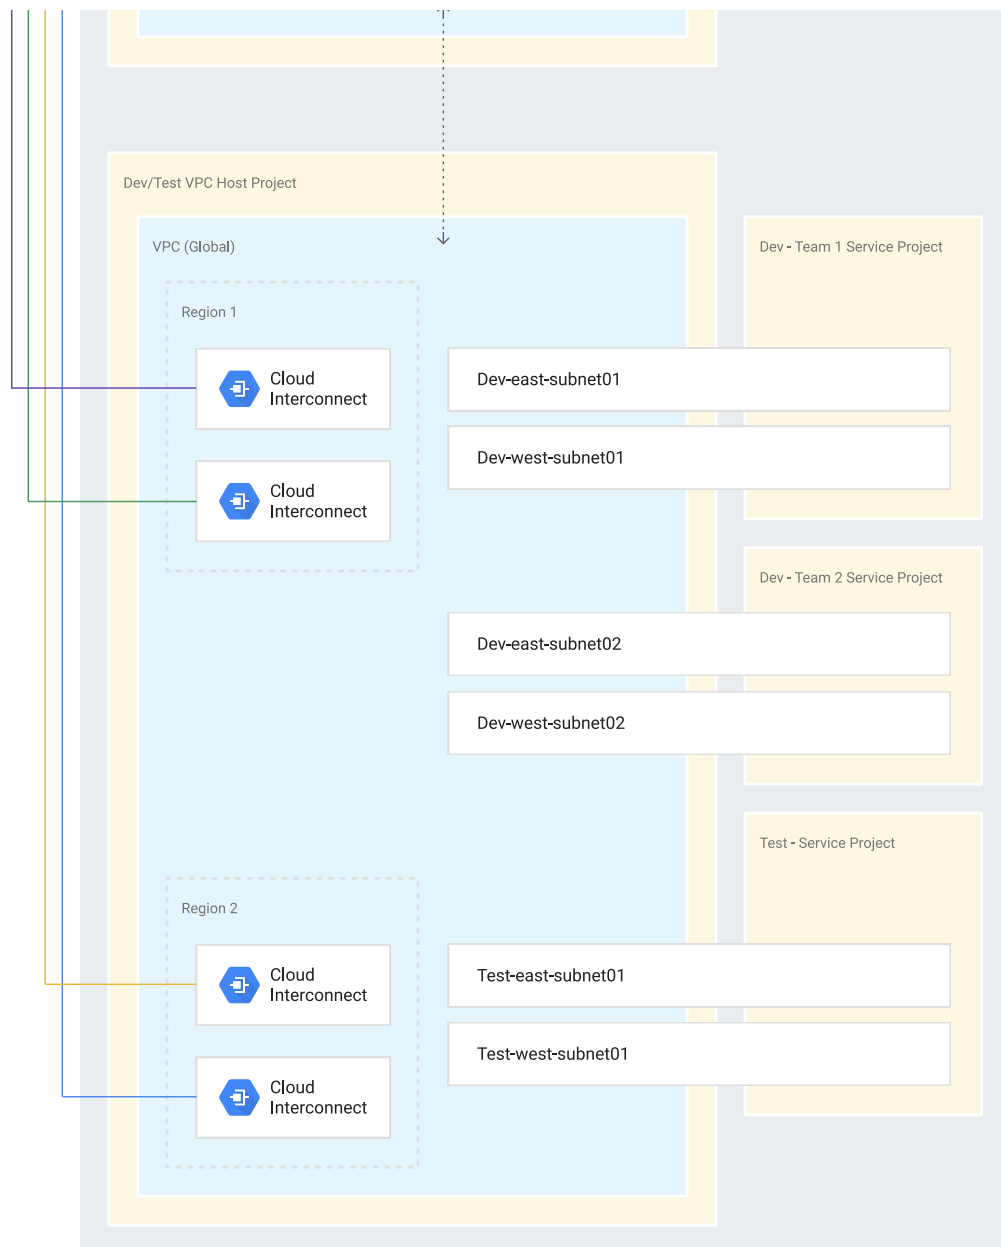 Dev/Test VPC Host Project
VPC (Global)
Dev - Team 1 Service Project
Region 1
Cloud
Interconnect
Dev-east-subnet01
Dev-west-subnet01
Cloud
Interconnect
Dev - Team 2 Service Project
Dev-east-subnet02
Dev-west-subnet02
Test - Service Project
Region 2
Cloud
Interconnect
Test-east-subnet01
Test-west-subnet01
Cloud
Interconnect